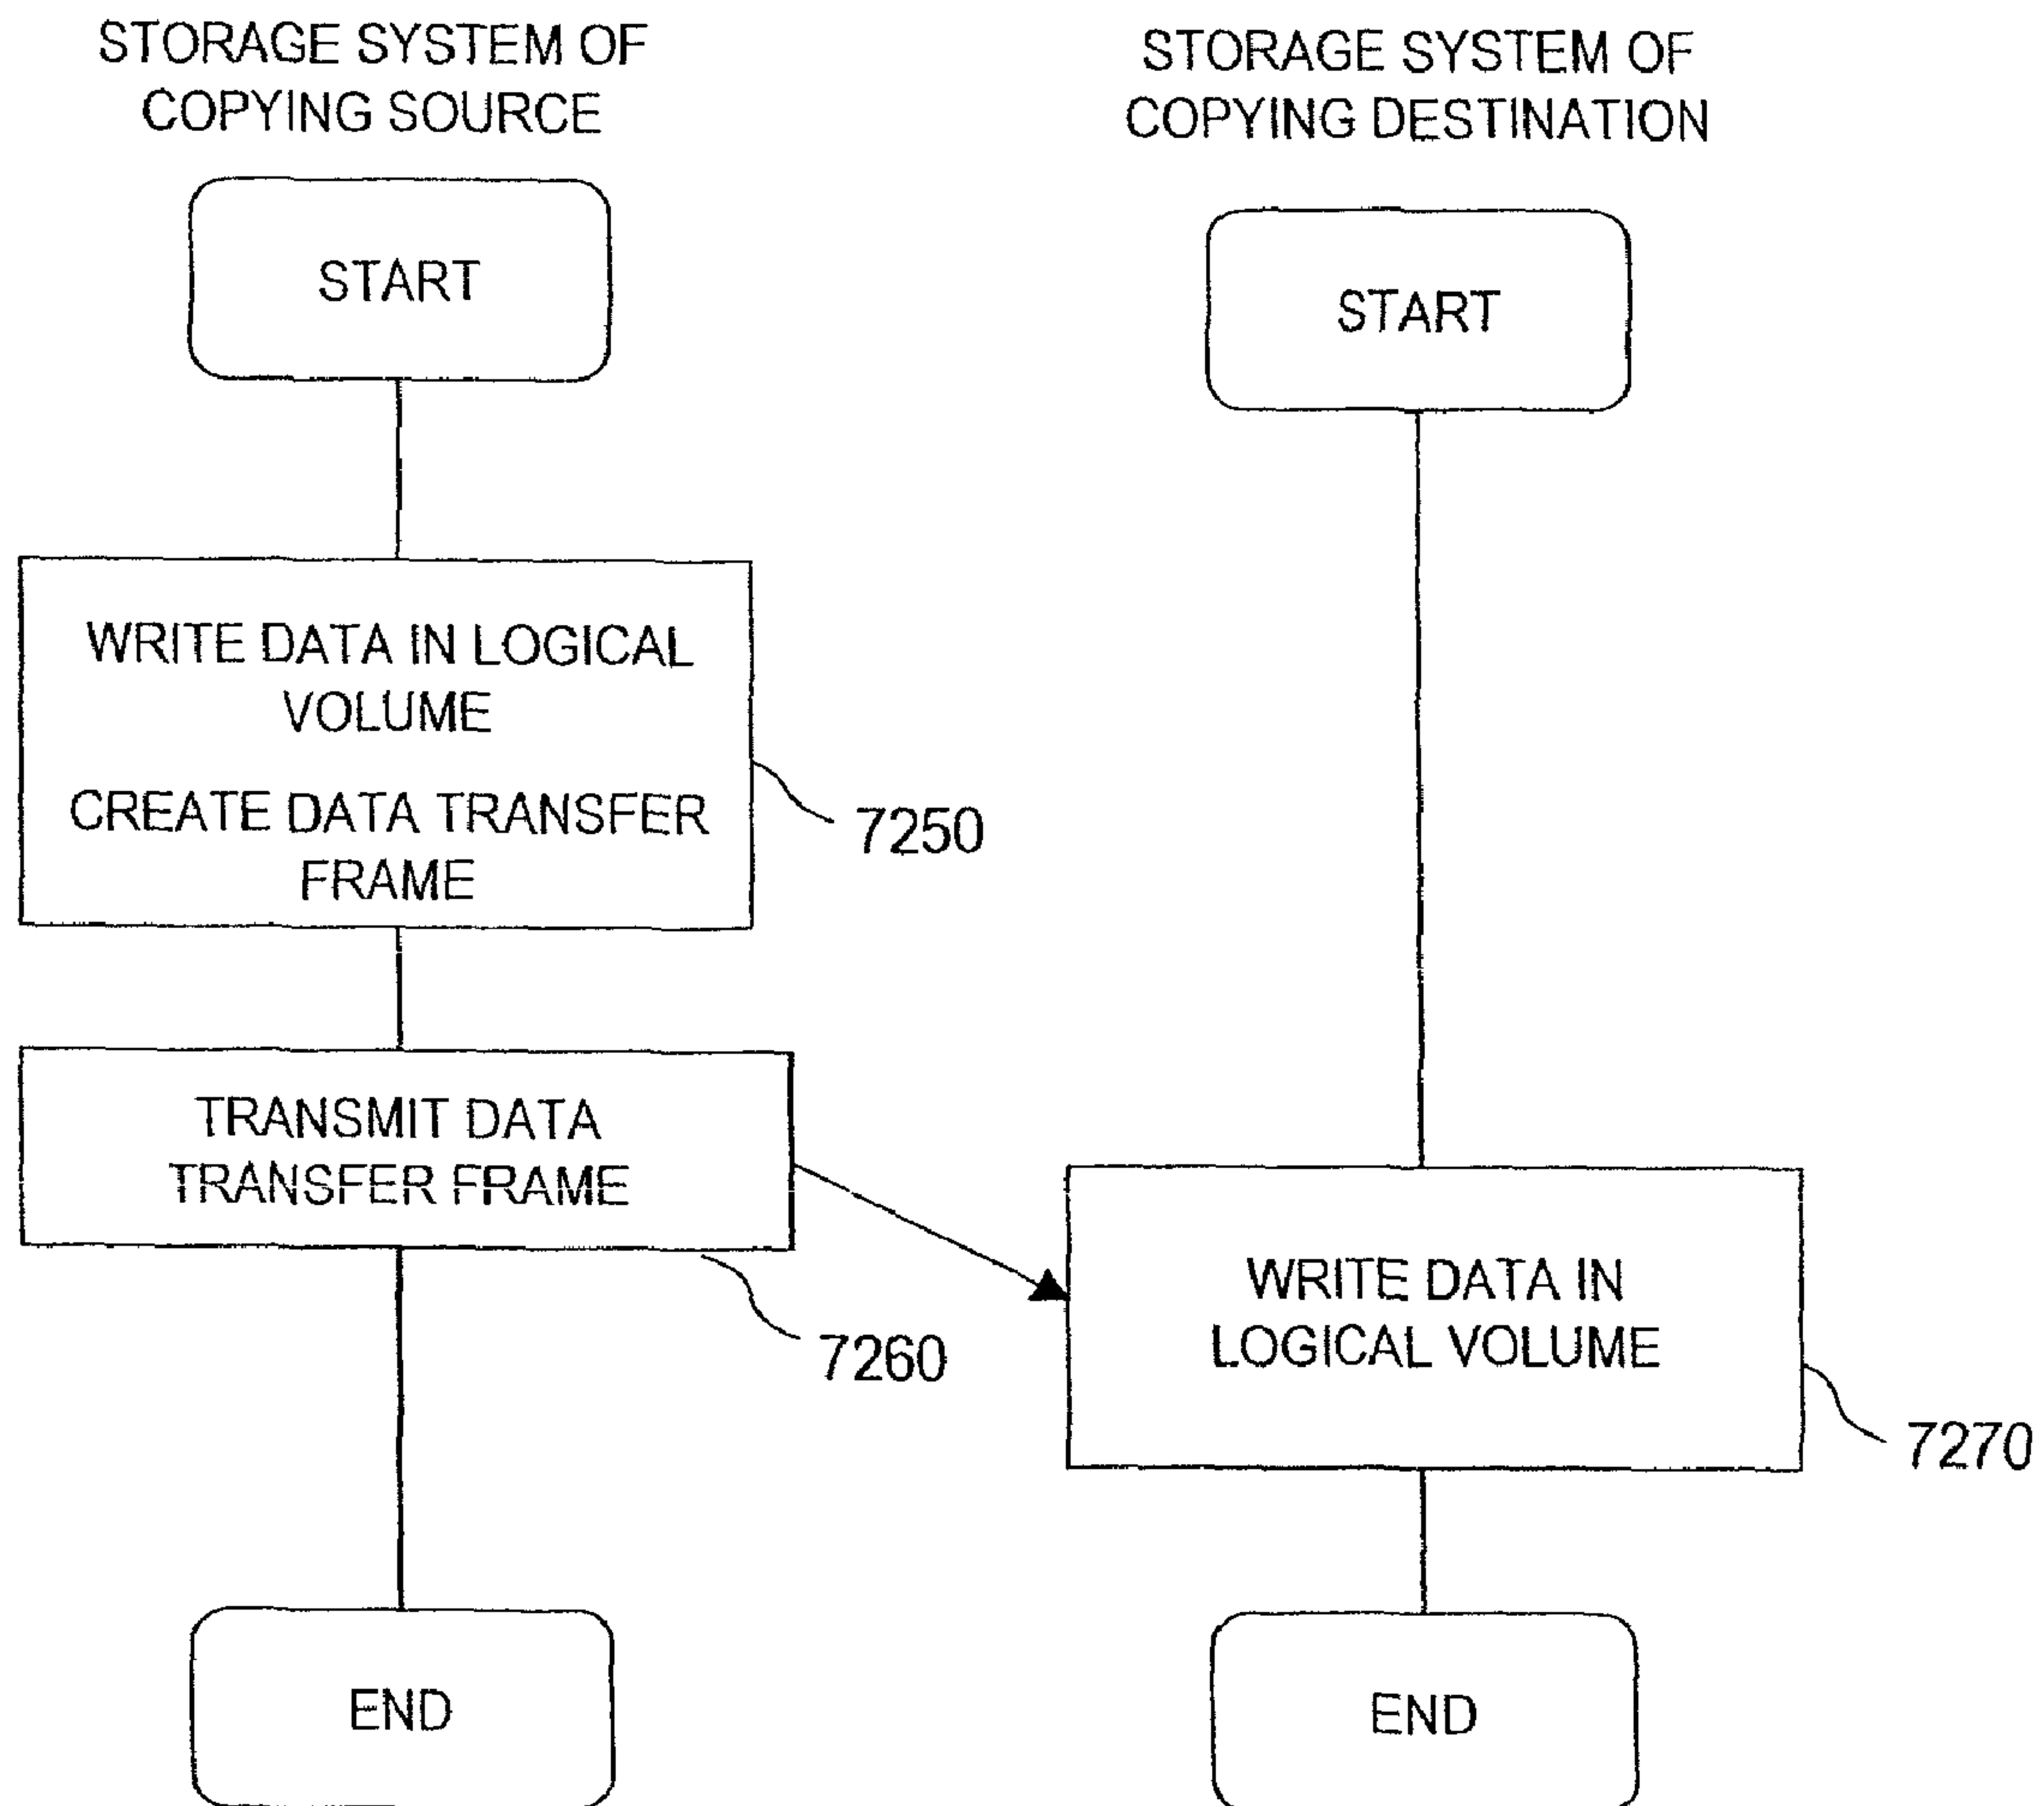 STORAGE SYSTEM OF
COPYING SOURCE
START
WRITE DATA IN LOGICAL
VOLUME
CREATE DATA TRANSFER
FRAME
7250
TRANSMIT DATA
TRANSFER FRAME
7260
END
STORAGE SYSTEM OF
COPYING DESTINATION
START
WRITE DATA IN
LOGICAL VOLUME
7270
END